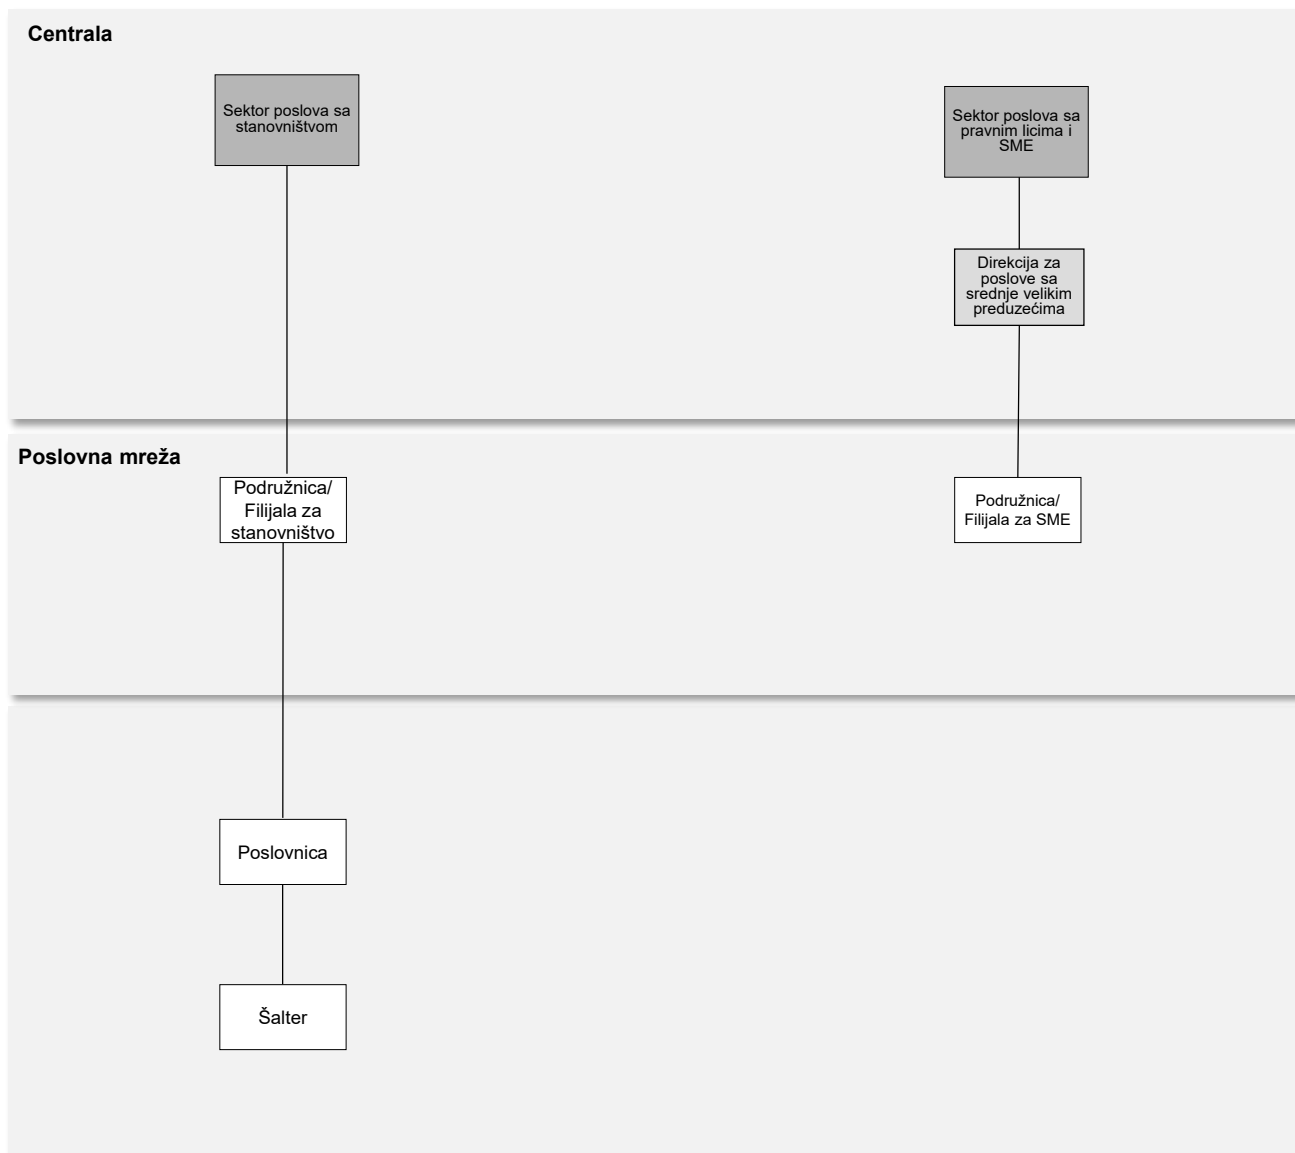 Centrala
Sektor poslova sa
stanovništvom
Sektor poslova sa
pravnim licima i
SME
Direkcija za
poslove sa
srednje velikim
preduzećima
Poslovna mreža
Podružnica/
Filijala za
stanovništvo
Podružnica/
Filijala za SME
Poslovnica
Šalter